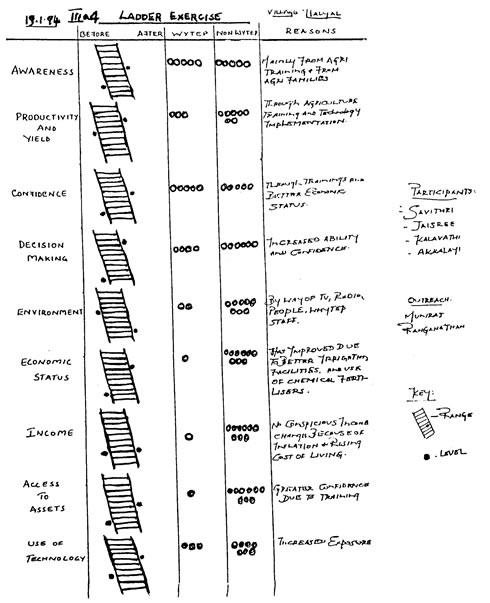 19.1.94 III a4 LADDER EXERCISE VILLAGE: HALYAL
BEFORE AFTER WYTEP NON WYTEP REASONS
AWARENESS
MAINLY FROM AGRI
TRAINING & FROM
AGRI FAMILIES
PRODUCTIVITY
AND
YIELD
THROUGH AGRICULTURE
TRAINING AND TECHNOLOGY
IMPLEMENTATION.
CONFIDENCE
THROUGH TRAININGS AND
BETTER ECONOMIC
STATUS.
DECISION
MAKING
INCREASED ABILITY
AND CONFIDENCE.
ENVIRONMENT
BY WAY OF TV, RADIO,
PEOPLE, WYTEP
STAFF.
ECONOMIC
STATUS
HAS IMPROVED DUE
TO BETTER IRRIGATION
FACILITIES, AND USE
OF CHEMICAL FERTI-
LISERS.
INCOME
NO CONSPICIOUS INCOME
CHANGE BECAUSE OF
INFLATION & RISING
COST OF LIVING.
ACCESS
TO
ASSETS
GREATER CONFIDENCE
DUE TO TRAINING
USE OF
TECHNOLOGY
INCREASED EXPOSURE
PARTICIPANTS:
- SAVITHRI
- JAISREE
- KALAVATHI
- AKKALAYI
OUTREACH.
MUNIRAJ
RANGANATHAN
KEY:
- RANGE
. LEVEL